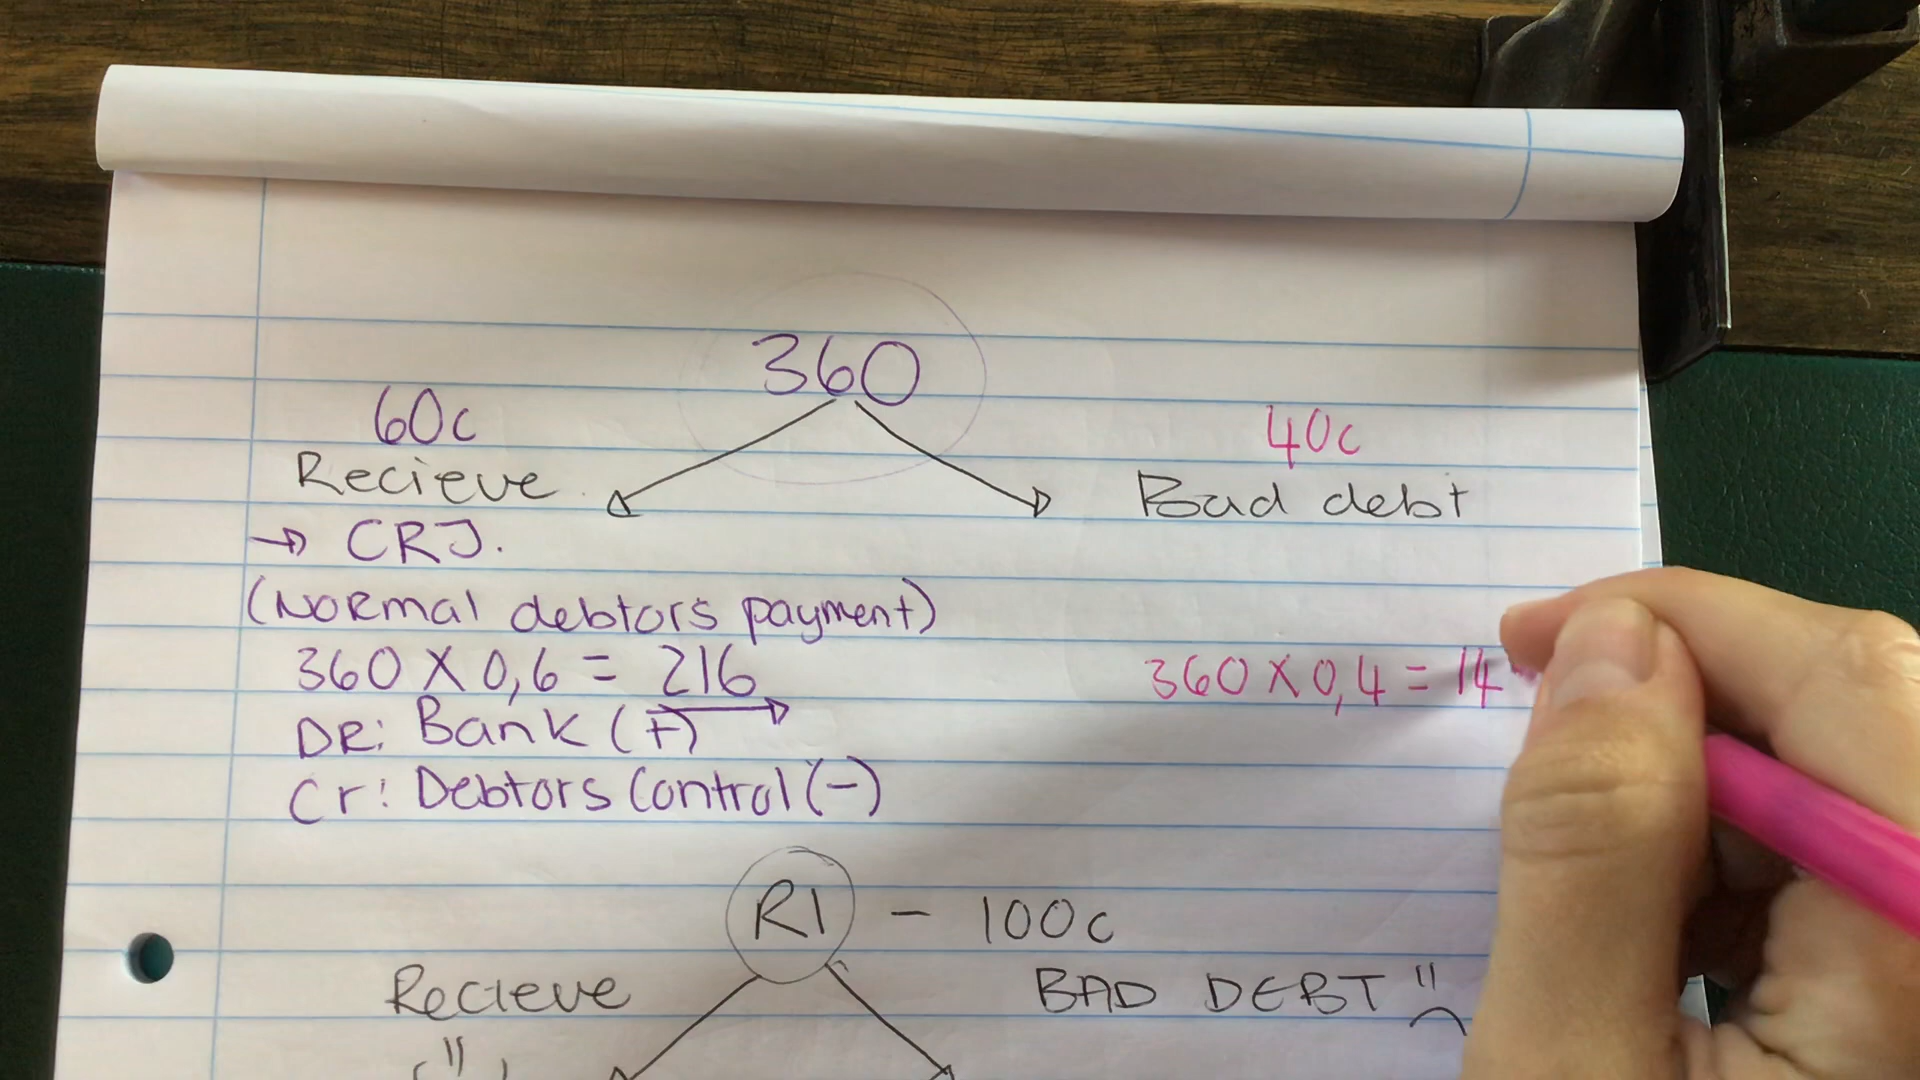 360
60c
40c
Recieve
Bad debt
→ CRJ.
(Normal debtors payment)
360 X 0,6 = 216
360 X 0,4 = 14
DR: Bank (+)
Cr: Debtors Control (-)
R1 - 100c
Recieve
BAD DEBT